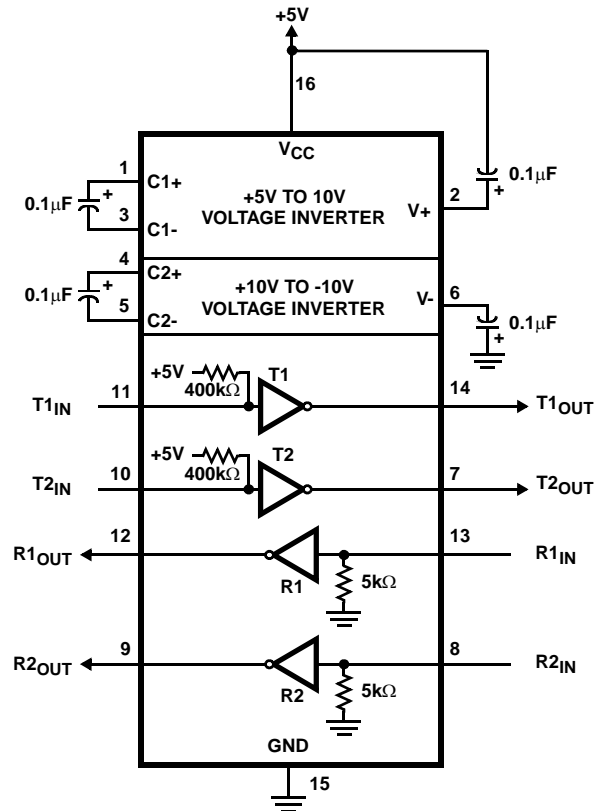 +5V
16
VCC
1
C1+
+
0.1μF
3
C1-
+5V TO 10V
VOLTAGE INVERTER
V+
2
0.1μF
+
4
C2+
+
0.1μF
5
C2-
+10V TO -10V
VOLTAGE INVERTER
V-
6
0.1μF
+
T1IN
11
+5V
400kΩ
T1
14
T1OUT
T2IN
10
+5V
400kΩ
T2
7
T2OUT
R1OUT
12
R1
5kΩ
13
R1IN
R2OUT
9
R2
5kΩ
8
R2IN
GND
15